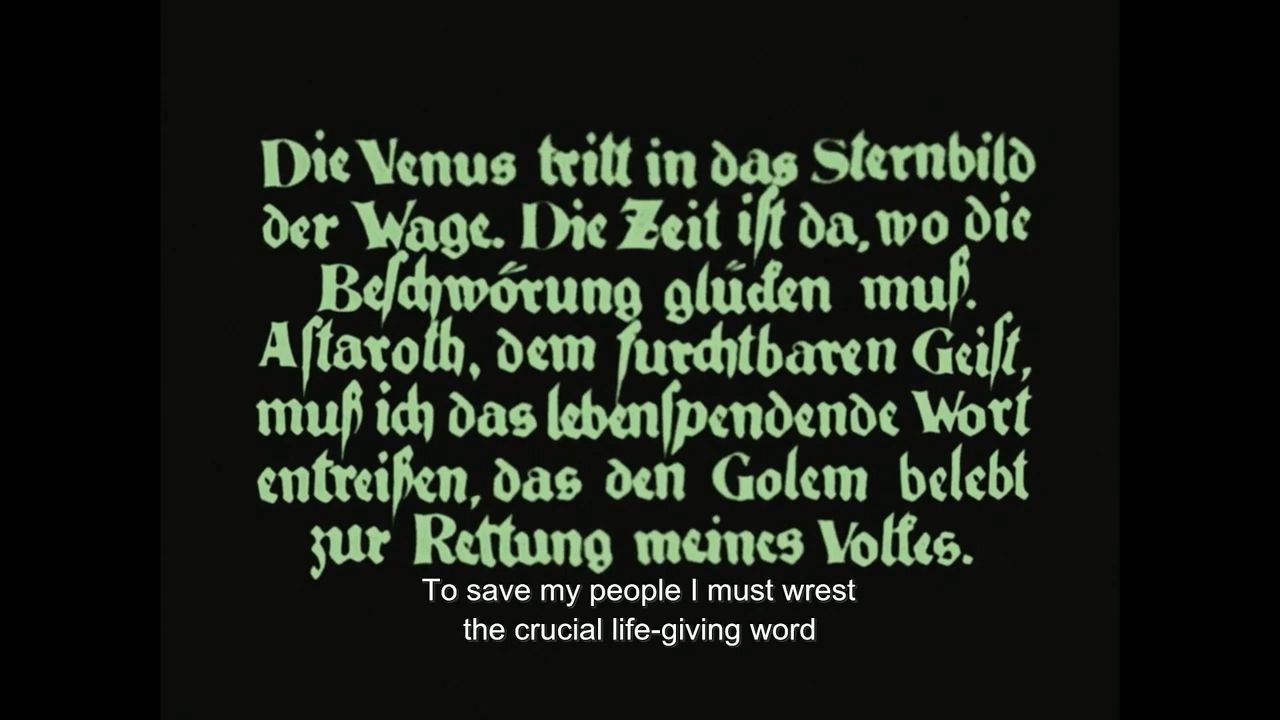 Die Venus tritt in das Sternbild
der Wage. Die Zeit iſt da, wo die
Beſchwörung glücken muß.
Aſtaroth, dem furchtbaren Geiſt,
muß ich das lebenſpendende Wort
entreißen, das den Golem belebt
zur Rettung meines Volkes.
To save my people I must wrest
the crucial life-giving word